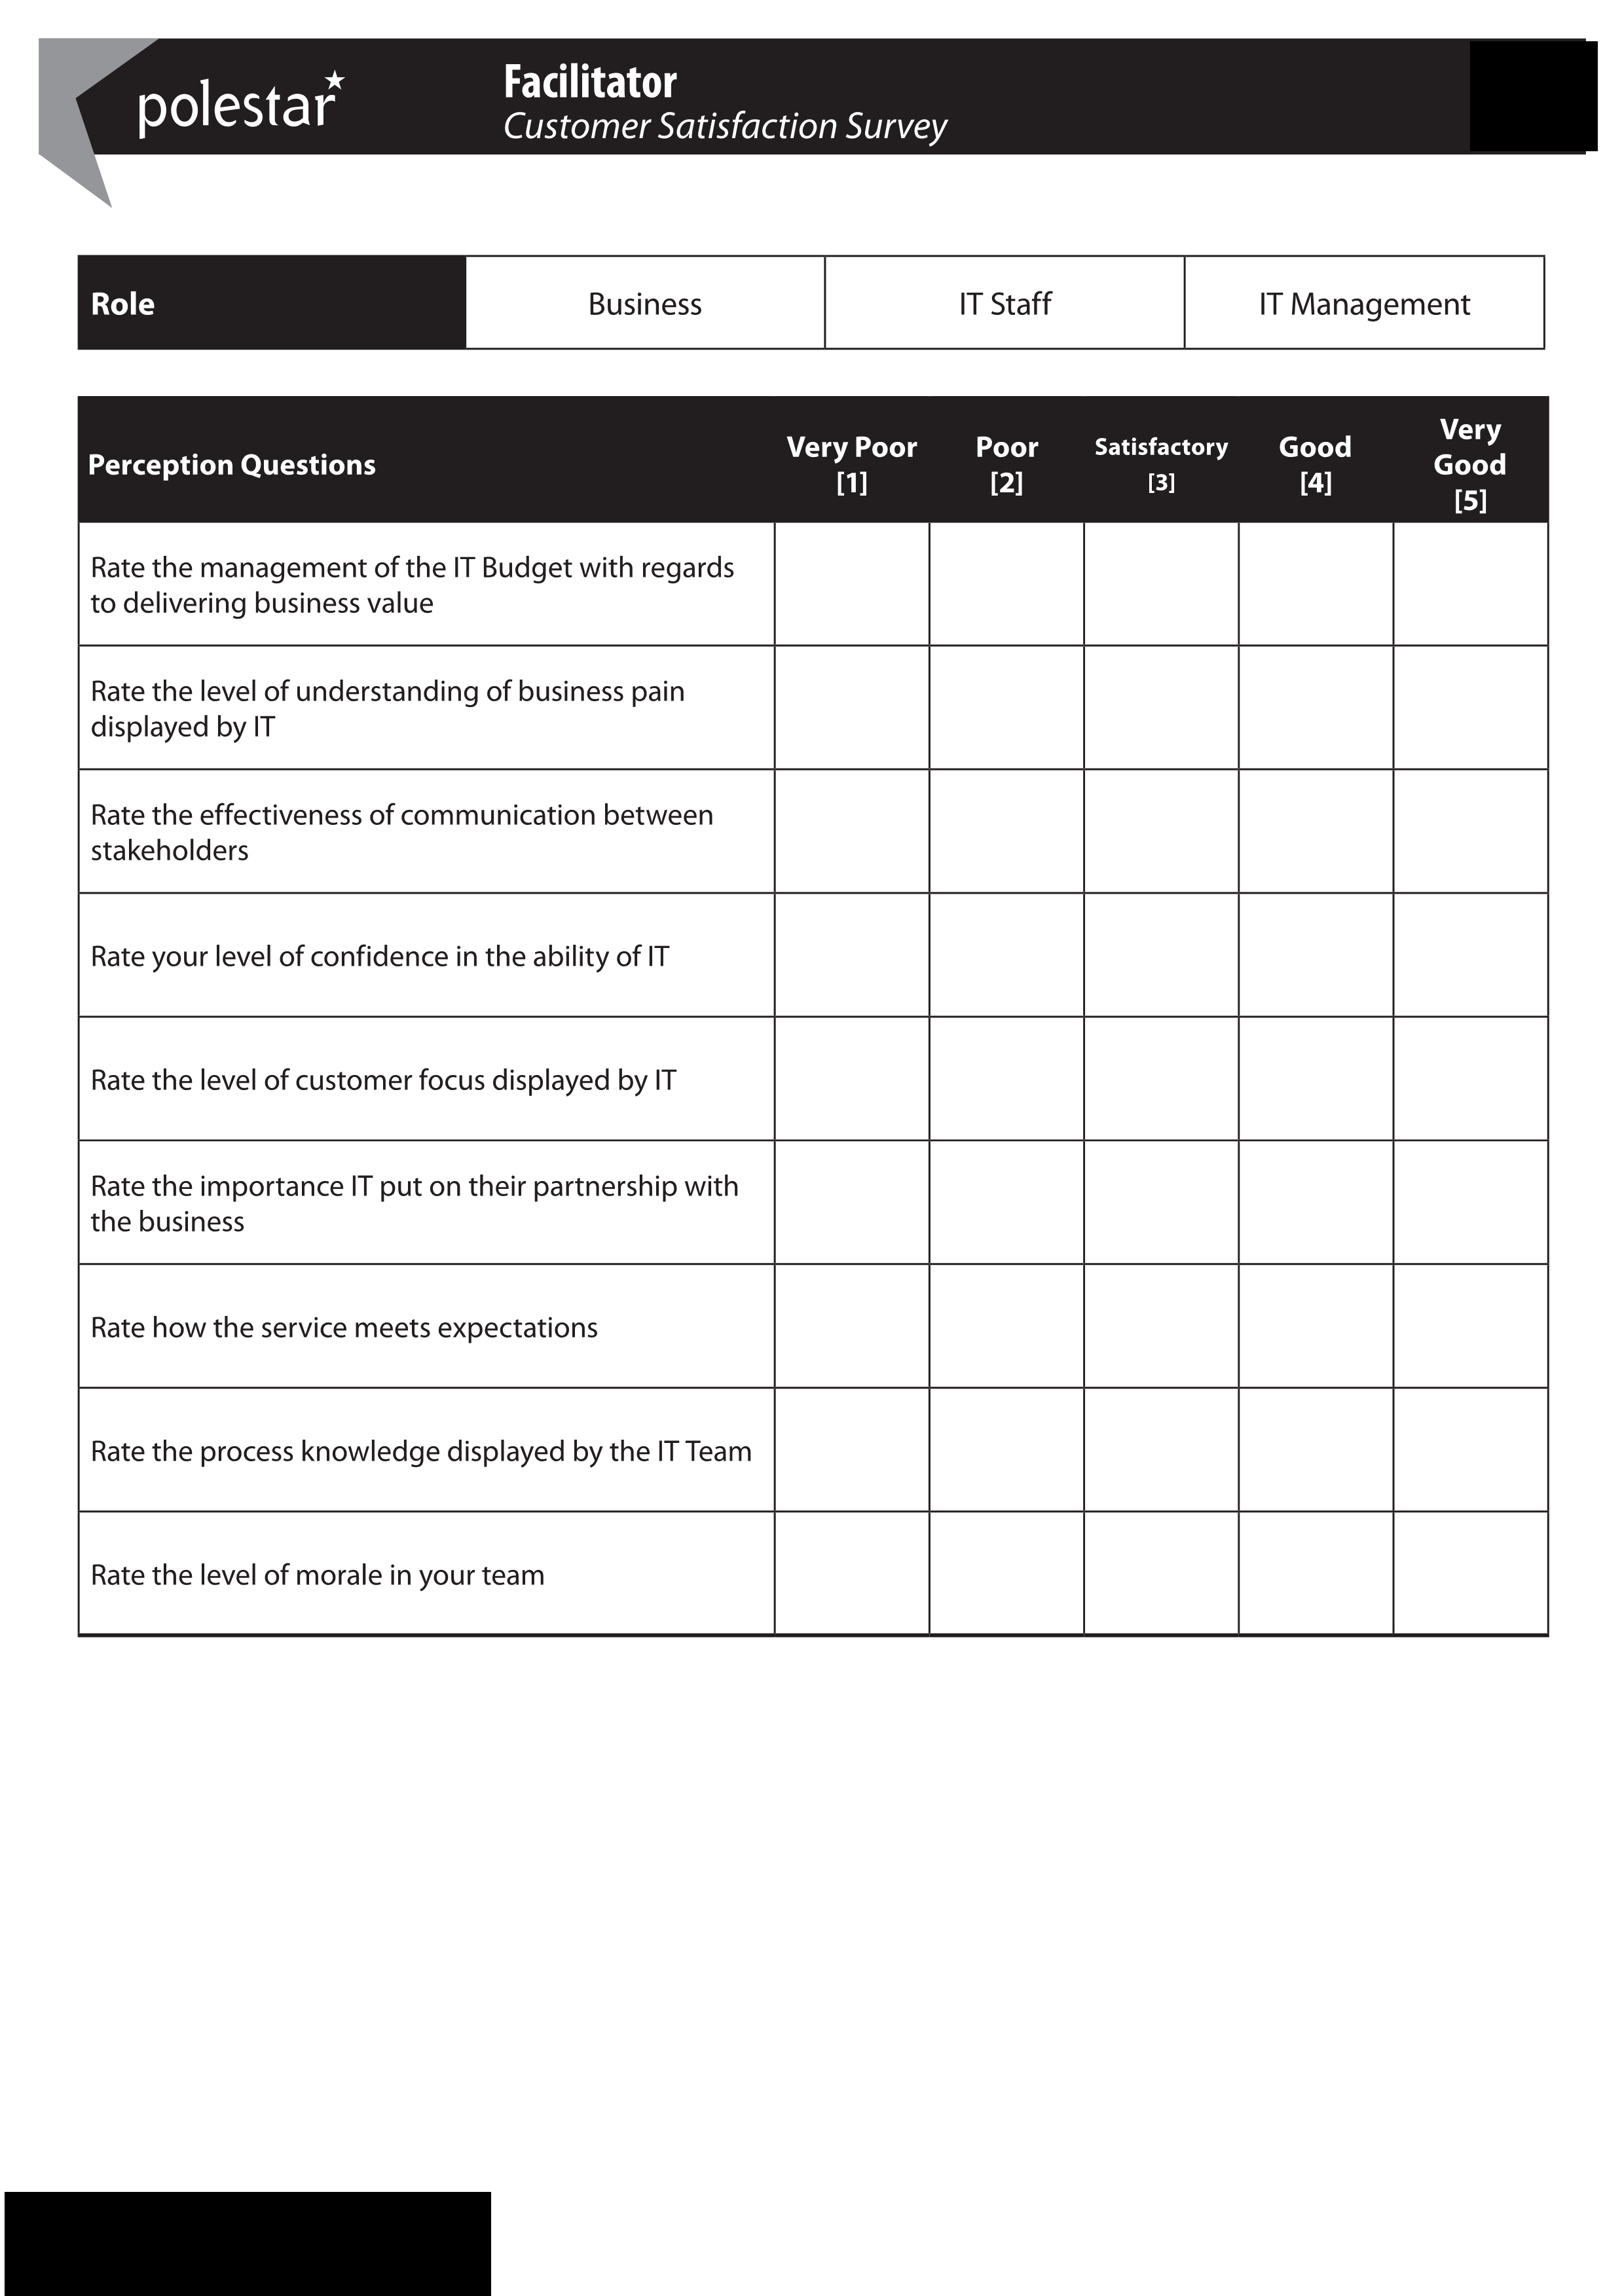 polestar
Facilitator
Customer Satisfaction Survey
Role
Business
IT Staff
IT Management
Perception Questions
Very Poor
[1]
Poor
[2]
Satisfactory
[3]
Good
[4]
Very
Good
[5]
Rate the management of the IT Budget with regards
to delivering business value
Rate the level of understanding of business pain
displayed by IT
Rate the effectiveness of communication between
stakeholders
Rate your level of confidence in the ability of IT
Rate the level of customer focus displayed by IT
Rate the importance IT put on their partnership with
the business
Rate how the service meets expectations
Rate the process knowledge displayed by the IT Team
Rate the level of morale in your team